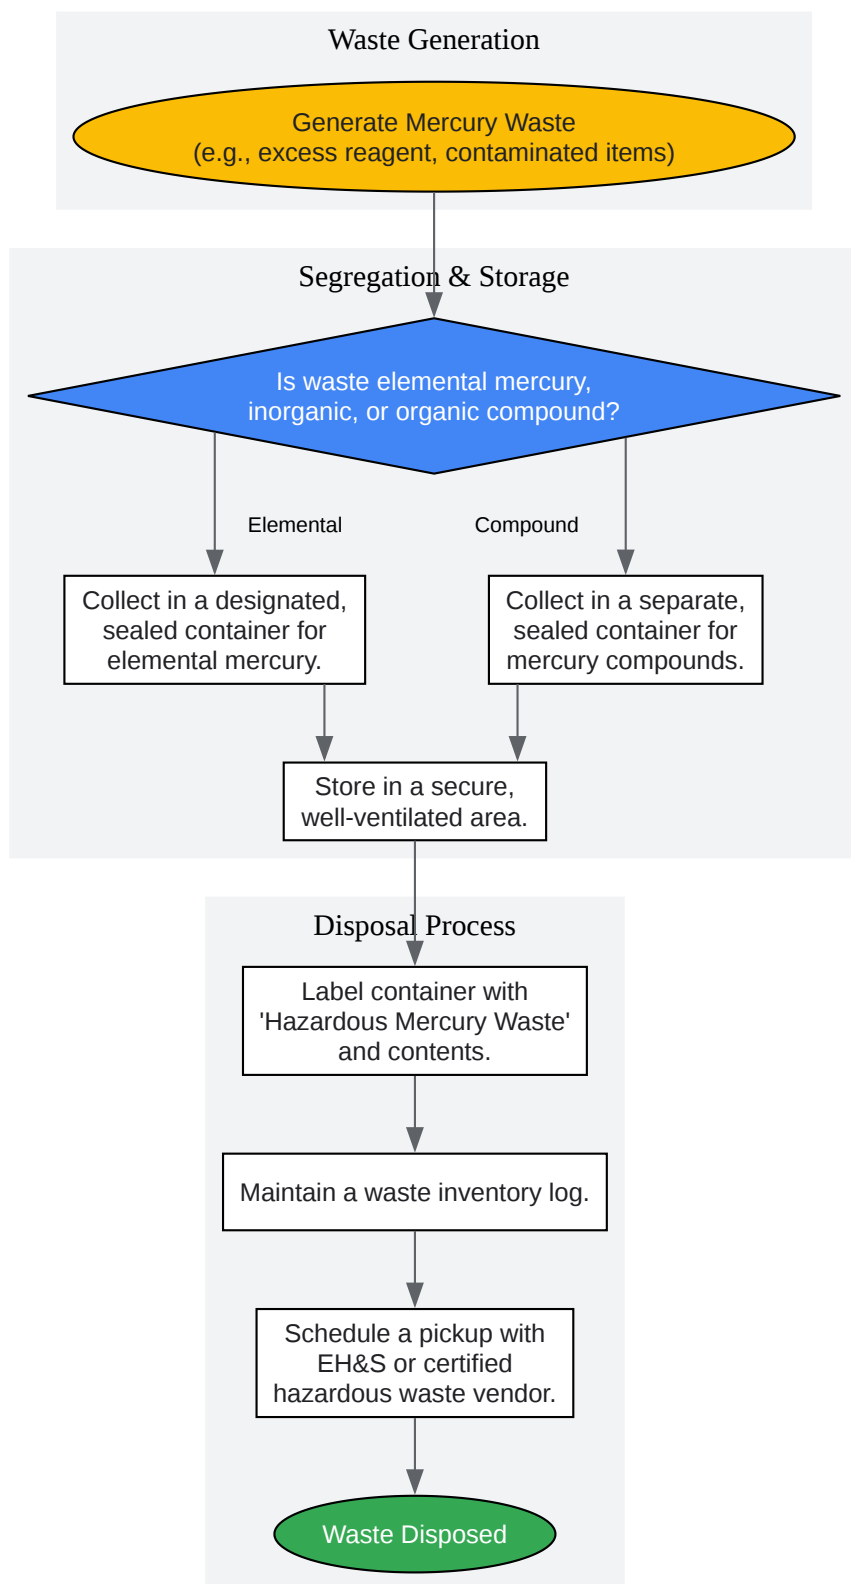 Waste Generation
Generate Mercury Waste
(e.g., excess reagent, contaminated items)
Segregation & Storage
Is waste elemental mercury,
inorganic, or organic compound?
Elemental
Compound
Collect in a designated,
sealed container for
elemental mercury.
Collect in a separate,
sealed container for
mercury compounds.
Store in a secure,
well-ventilated area.
Disposal Process
Label container with
'Hazardous Mercury Waste'
and contents.
Maintain a waste inventory log.
Schedule a pickup with
EH&S or certified
hazardous waste vendor.
Waste Disposed